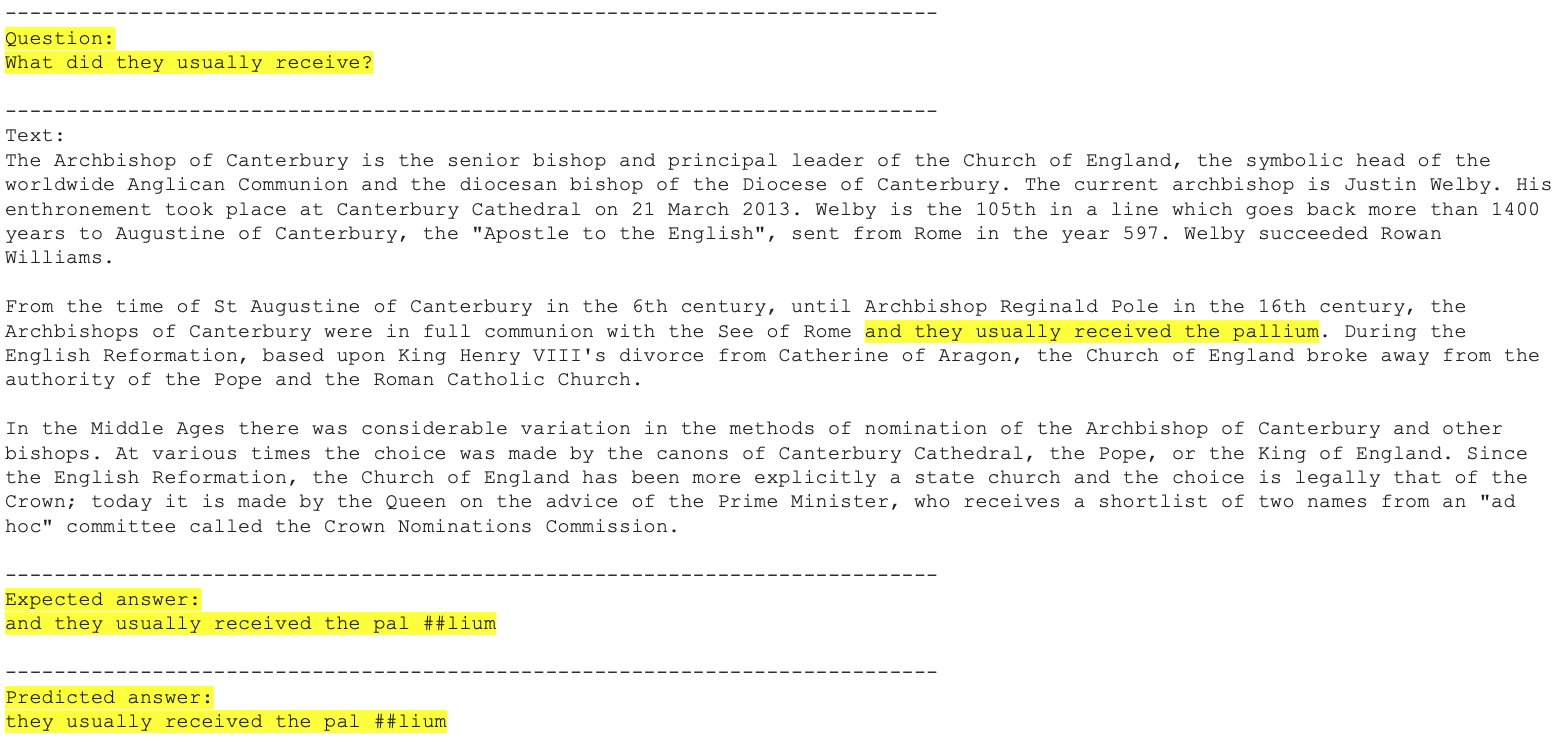 -----------------------------------------------------------------------------
Question:
What did they usually receive?
-----------------------------------------------------------------------------
Text:
The Archbishop of Canterbury is the senior bishop and principal leader of the Church of England, the symbolic head of the
worldwide Anglican Communion and the diocesan bishop of the Diocese of Canterbury. The current archbishop is Justin Welby. His
enthronement took place at Canterbury Cathedral on 21 March 2013. Welby is the 105th in a line which goes back more than 1400
years to Augustine of Canterbury, the "Apostle to the English", sent from Rome in the year 597. Welby succeeded Rowan
Williams.
From the time of St Augustine of Canterbury in the 6th century, until Archbishop Reginald Pole in the 16th century, the
Archbishops of Canterbury were in full communion with the See of Rome and they usually received the pallium. During the
English Reformation, based upon King Henry VIII's divorce from Catherine of Aragon, the Church of England broke away from the
authority of the Pope and the Roman Catholic Church.
In the Middle Ages there was considerable variation in the methods of nomination of the Archbishop of Canterbury and other
bishops. At various times the choice was made by the canons of Canterbury Cathedral, the Pope, or the King of England. Since
the English Reformation, the Church of England has been more explicitly a state church and the choice is legally that of the
Crown; today it is made by the Queen on the advice of the Prime Minister, who receives a shortlist of two names from an "ad
hoc" committee called the Crown Nominations Commission.
-----------------------------------------------------------------------------
Expected answer:
and they usually received the pal ##lium
-----------------------------------------------------------------------------
Predicted answer:
they usually received the pal ##lium